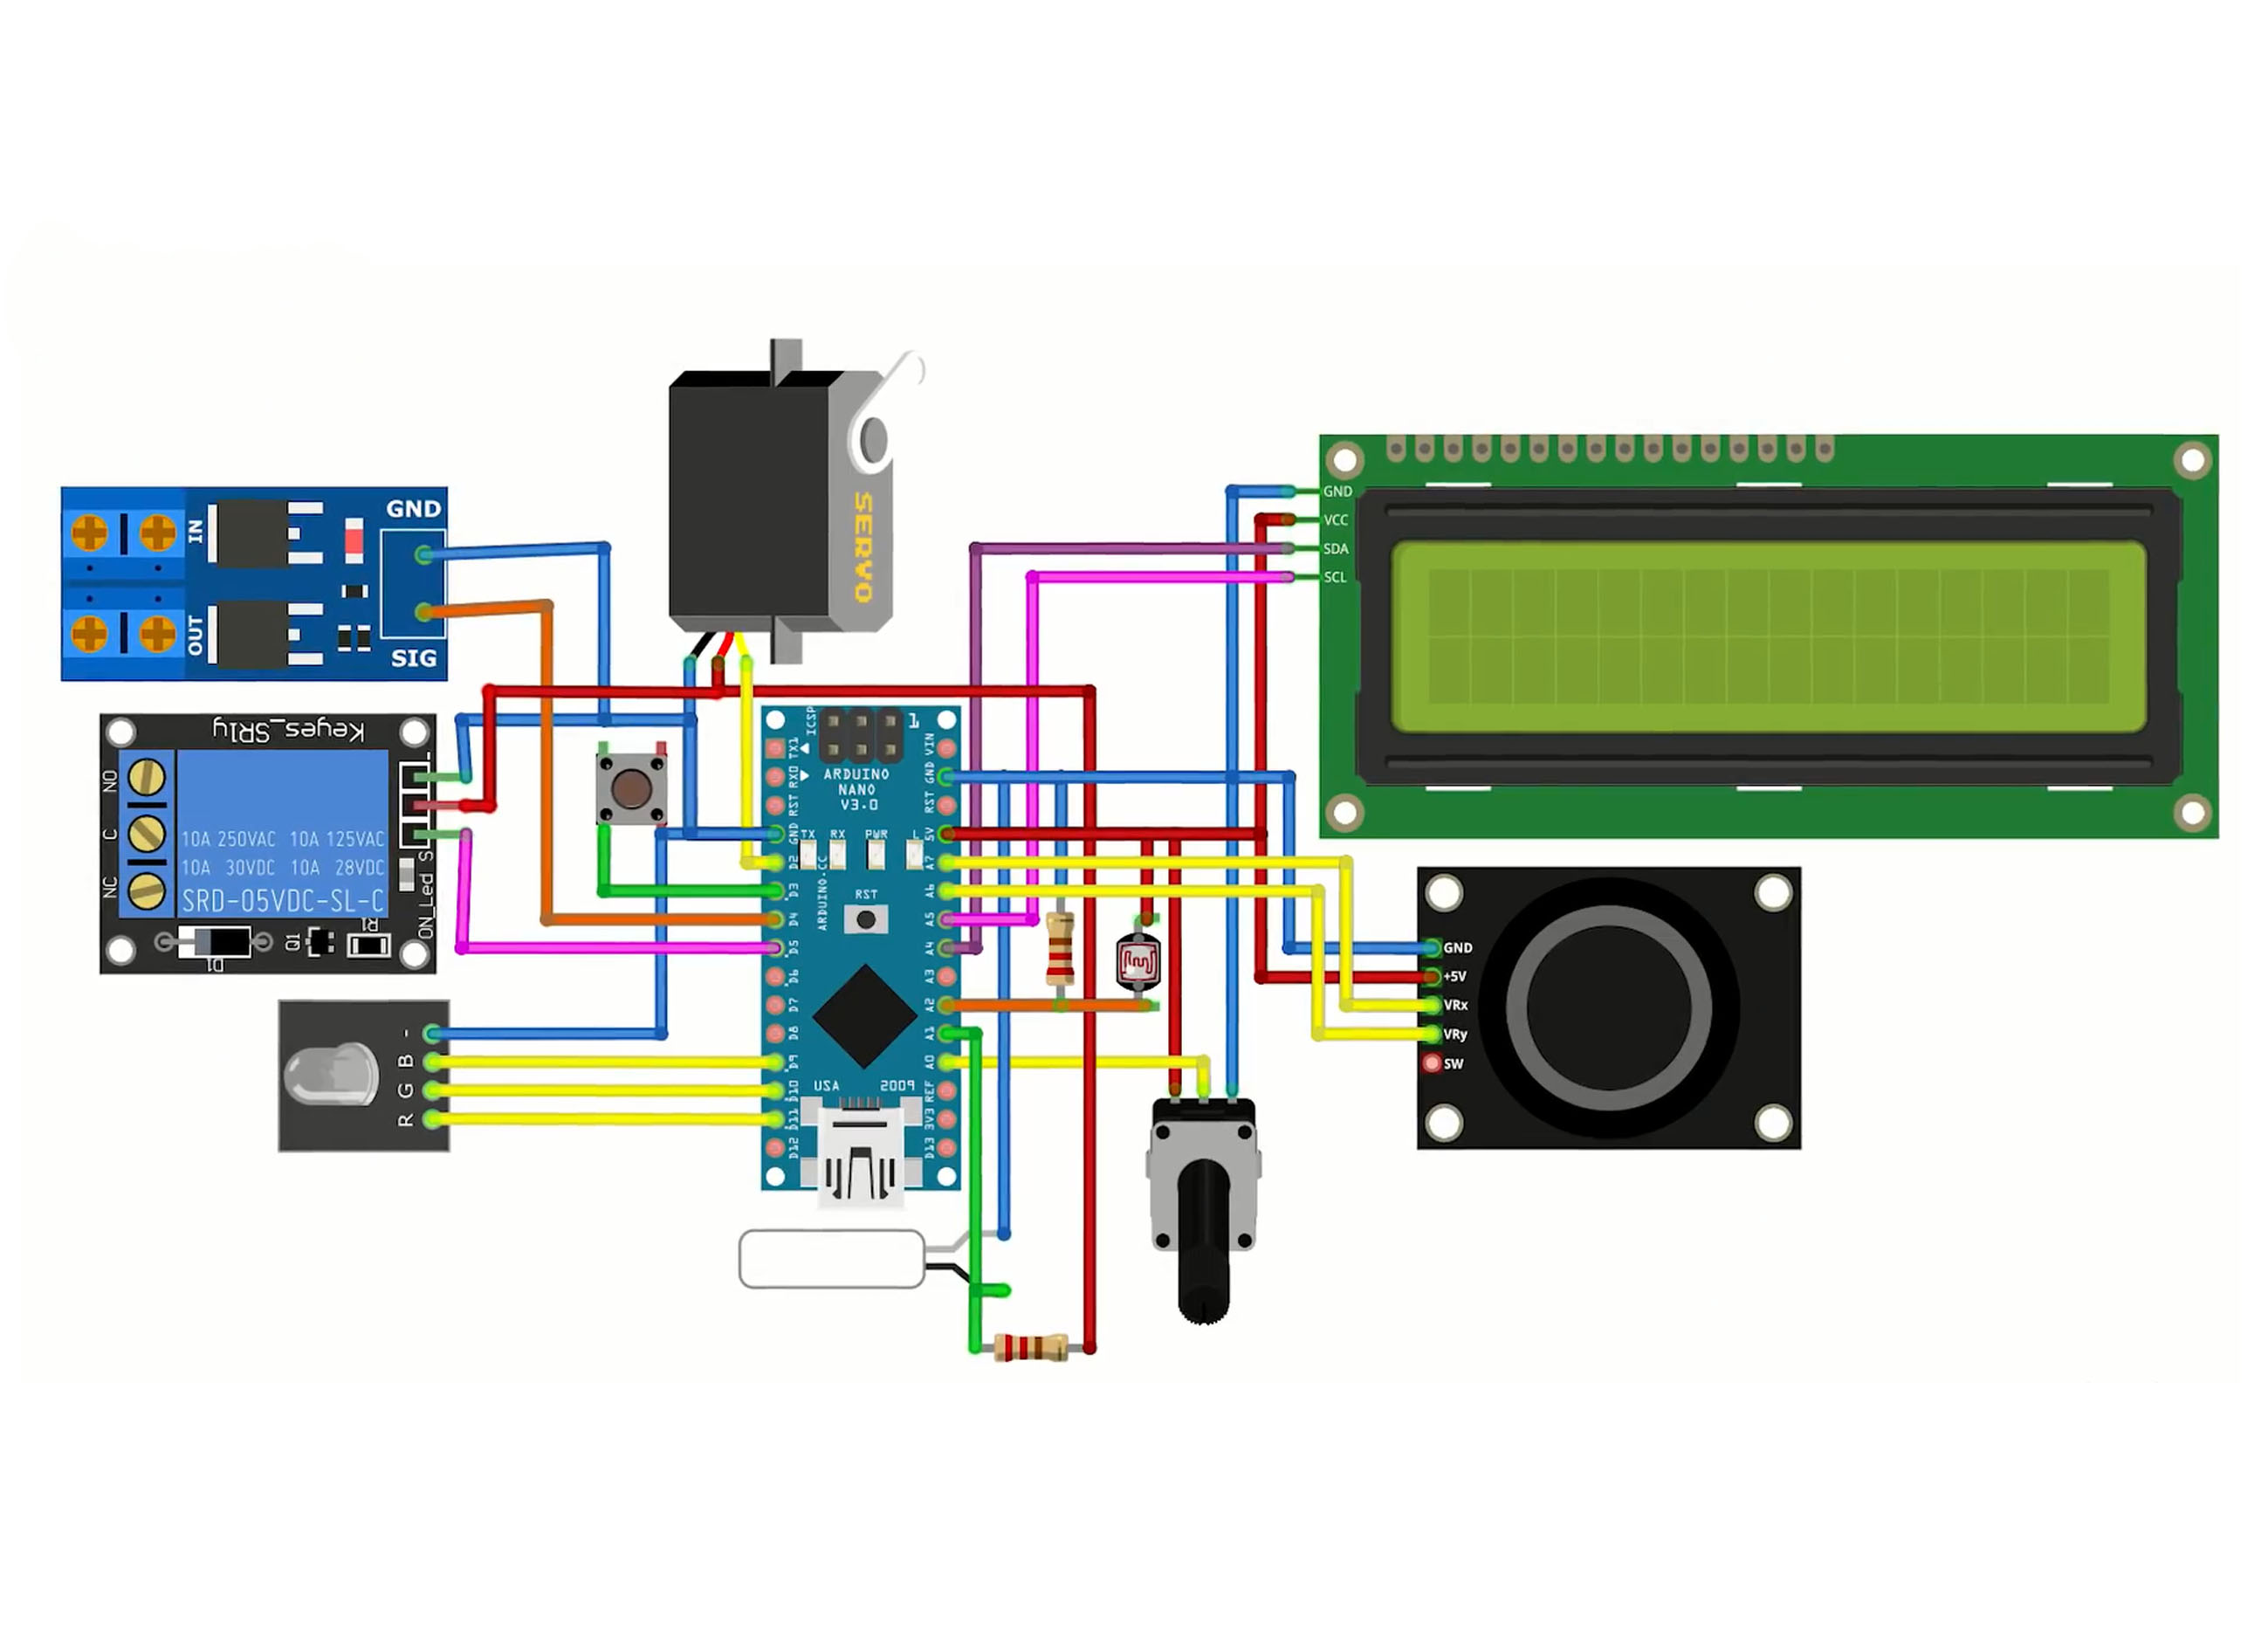 GND
IN
OUT
SIG
SERVO
GND
VCC
SDA
SCL
Keyes_SRly
NO
C
NC
10A 250VAC 10A 125VAC
10A 30VDC 10A 28VDC
SRD-05VDC-SL-C
S
ON_Led
D1
Q1
R1
ICSP
1
TX1
RX0
RST
GND
D2
D3
D4
D5
D6
D7
D8
D9
D10
D11
D12
ARDUINO
NANO
V3.0
TX RX PWR L
ARDUINO.CC
RST
USA 2009
VIN
GND
RST
5V
A7
A6
A5
A4
A3
A2
A1
A0
REF
3V3
D13
GND
+5V
VRx
VRy
SW
-
B
G
R